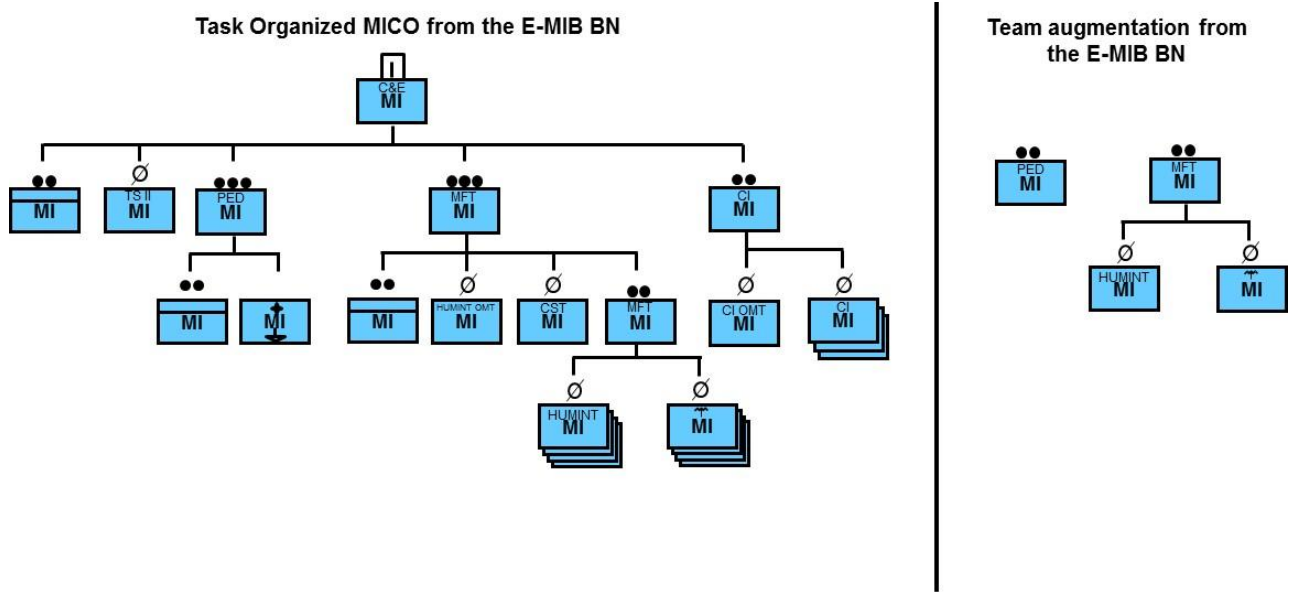 Task Organized MICO from the E-MIB BN
Team augmentation from
the E-MIB BN
C&E
MI
MI
TS II
MI
PED
MI
MFT
MI
CI
MI
MI
MI
MI
HUMINT OMT
MI
CST
MI
MFT
MI
CI OMT
MI
CI
MI
HUMINT
MI
MI
PED
MI
MFT
MI
HUMINT
MI
MI